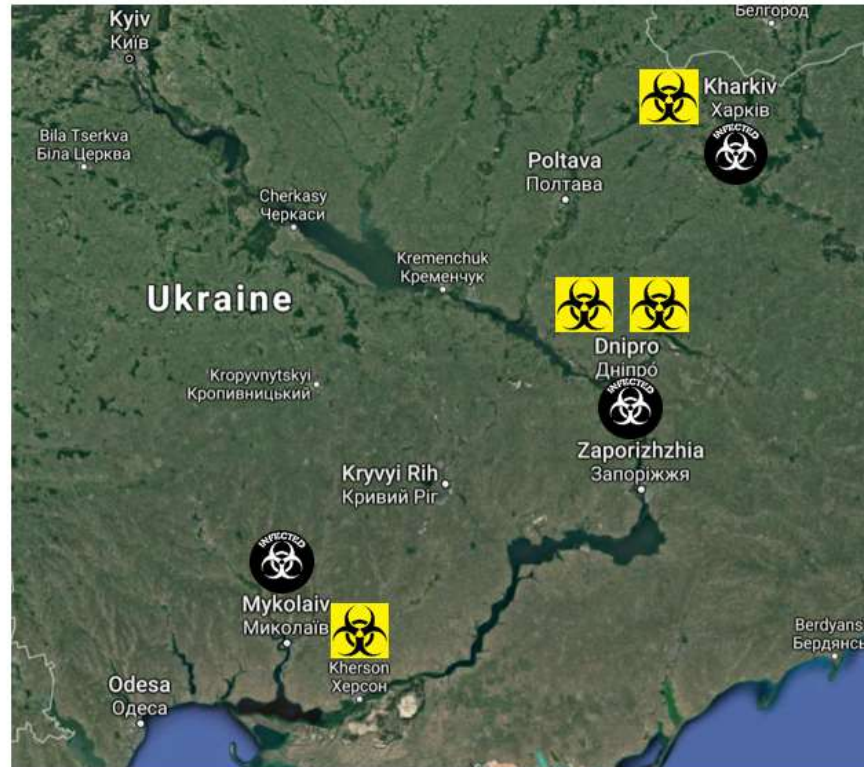 Kyiv
Київ
Белгород
Kharkiv
Харків
INFECTED
Bila Tserkva
Біла Церква
Poltava
Полтава
Cherkasy
Черкаси
Kremenchuk
Кременчук
Ukraine
Dnipro
Дніпро́
INFECTED
Kropyvnytskyi
Кропивницький
Zaporizhzhia
Запоріжжя
Kryvyi Rih
Кривий Ріг
INFECTED
Mykolaiv
Миколаїв
Kherson
Херсон
Berdyans
Бердянсь
Odesa
Одеса